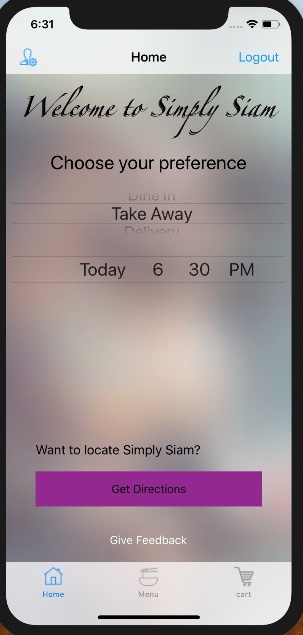 6:31
Home
Logout
Welcome to Simply Siam
Choose your preference
Dine In
Take Away
Delivery
Today 6 30 PM
Want to locate Simply Siam?
Get Directions
Give Feedback
Home Menu cart